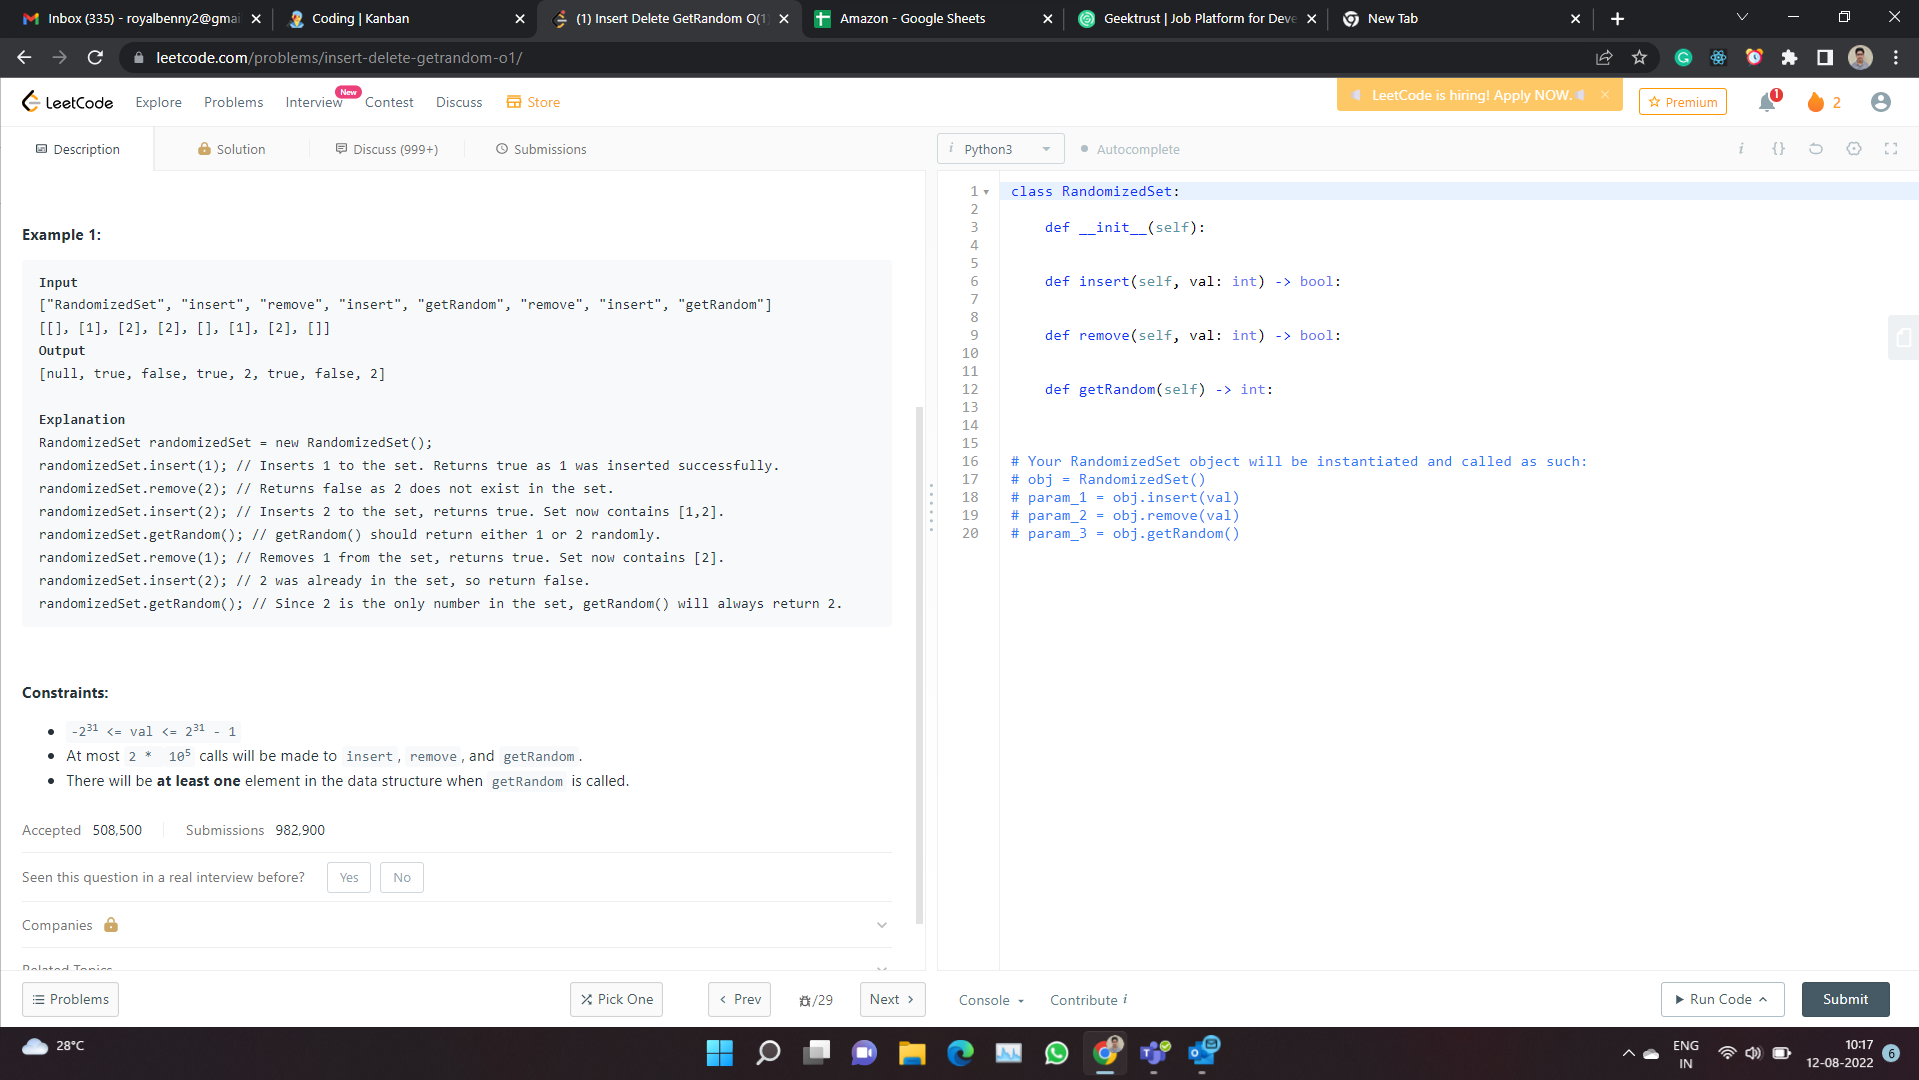 Inbox (335) - royalbenny2@gmai
Coding | Kanban
(1) Insert Delete GetRandom O(1)
Amazon - Google Sheets
Geektrust | Job Platform for Deve
New Tab
leetcode.com/problems/insert-delete-getrandom-o1/
LeetCode
Explore
Problems
Interview
New
Contest
Discuss
Store
LeetCode is hiring! Apply NOW.
Premium
1
2
Description
Solution
Discuss (999+)
Submissions
i Python3
Autocomplete
i {}
Example 1:
Input
["RandomizedSet", "insert", "remove", "insert", "getRandom", "remove", "insert", "getRandom"]
[[], [1], [2], [2], [], [1], [2], []]
Output
[null, true, false, true, 2, true, false, 2]
Explanation
RandomizedSet randomizedSet = new RandomizedSet();
randomizedSet.insert(1); // Inserts 1 to the set. Returns true as 1 was inserted successfully.
randomizedSet.remove(2); // Returns false as 2 does not exist in the set.
randomizedSet.insert(2); // Inserts 2 to the set, returns true. Set now contains [1,2].
randomizedSet.getRandom(); // getRandom() should return either 1 or 2 randomly.
randomizedSet.remove(1); // Removes 1 from the set, returns true. Set now contains [2].
randomizedSet.insert(2); // 2 was already in the set, so return false.
randomizedSet.getRandom(); // Since 2 is the only number in the set, getRandom() will always return 2.
Constraints:
-2^31 <= val <= 2^31 - 1
At most 2 * 10^5 calls will be made to insert, remove, and getRandom.
There will be at least one element in the data structure when getRandom is called.
Accepted 508,500 Submissions 982,900
Seen this question in a real interview before? Yes No
Companies
Related Topics
1 class RandomizedSet:
2
3 def __init__(self):
4
5
6 def insert(self, val: int) -> bool:
7
8
9 def remove(self, val: int) -> bool:
10
11
12 def getRandom(self) -> int:
13
14
15
16 # Your RandomizedSet object will be instantiated and called as such:
17 # obj = RandomizedSet()
18 # param_1 = obj.insert(val)
19 # param_2 = obj.remove(val)
20 # param_3 = obj.getRandom()
Problems
Pick One
Prev
/29
Next
Console
Contribute i
Run Code
Submit
28°C
ENG
IN
10:17
12-08-2022
6